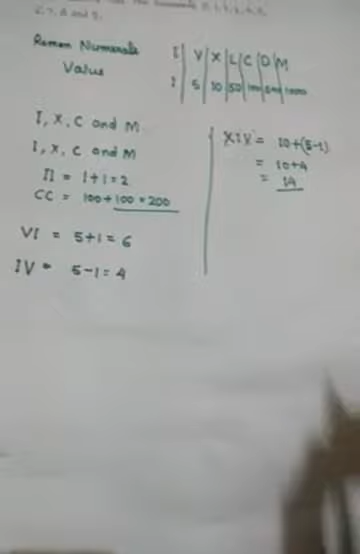 Roman Numerals I V X L C D M
Value 1 5 10 50 100 500 1000
I, X, C and M
I, X, C and M
II = 1+1=2
CC = 100+100=200
VI = 5+1=6
IV = 5-1=4
XIV = 10+(5-1)
= 10+4
= 14